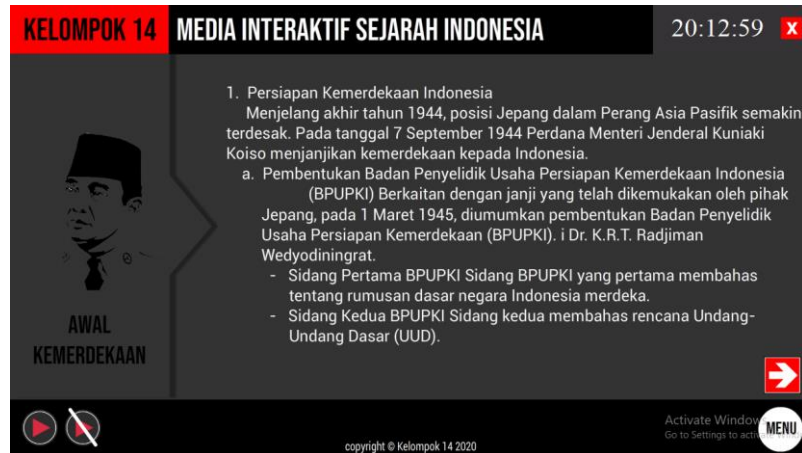 KELOMPOK 14 MEDIA INTERAKTIF SEJARAH INDONESIA 20:12:59 X
1. Persiapan Kemerdekaan Indonesia
Menjelang akhir tahun 1944, posisi Jepang dalam Perang Asia Pasifik semakin
terdesak. Pada tanggal 7 September 1944 Perdana Menteri Jenderal Kuniaki
Koiso menjanjikan kemerdekaan kepada Indonesia.
a. Pembentukan Badan Penyelidik Usaha Persiapan Kemerdekaan Indonesia
(BPUPKI) Berkaitan dengan janji yang telah dikemukakan oleh pihak
Jepang, pada 1 Maret 1945, diumumkan pembentukan Badan Penyelidik
Usaha Persiapan Kemerdekaan (BPUPKI). i Dr. K.R.T. Radjiman
Wedyodiningrat.
- Sidang Pertama BPUPKI Sidang BPUPKI yang pertama membahas
tentang rumusan dasar negara Indonesia merdeka.
- Sidang Kedua BPUPKI Sidang kedua membahas rencana Undang-
Undang Dasar (UUD).
AWAL
KEMERDEKAAN
Activate Window
Go to Settings to
MENU
copyright © Kelompok 14 2020